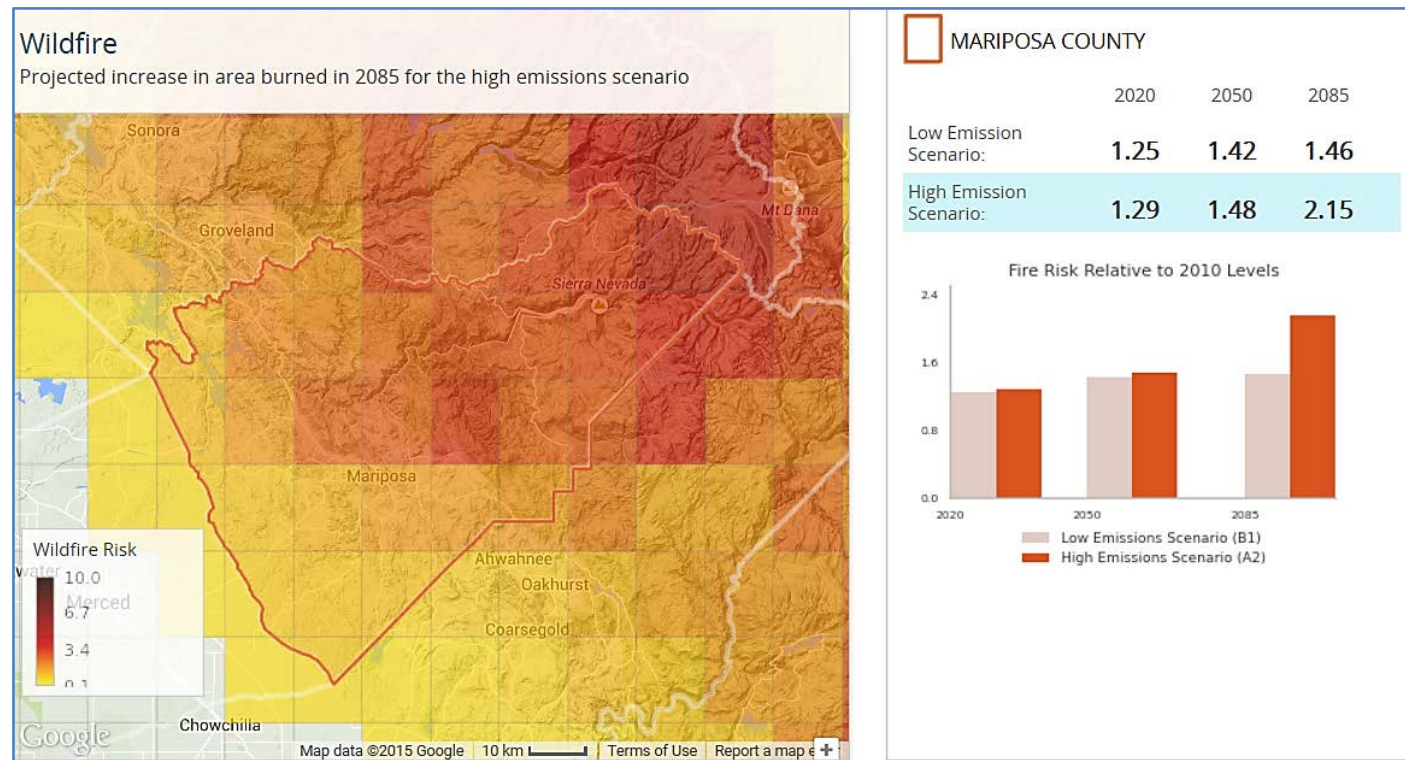 Wildfire
Projected increase in area burned in 2085 for the high emissions scenario
Sonora
Groveland
Mt Dana
Sierra Nevada
Mariposa
Ahwahnee
Oakhurst
Coarsegold
Merced
Chowchilla
Wildfire Risk
10.0
6.7
3.4
0.1
Google
Map data ©2015 Google
10 km
Terms of Use
Report a map
+
MARIPOSA COUNTY
2020 2050 2085
Low Emission
Scenario: 1.25 1.42 1.46
High Emission
Scenario: 1.29 1.48 2.15
Fire Risk Relative to 2010 Levels
2.4
1.6
0.8
0.0
2020 2050 2085
Low Emissions Scenario (B1)
High Emissions Scenario (A2)